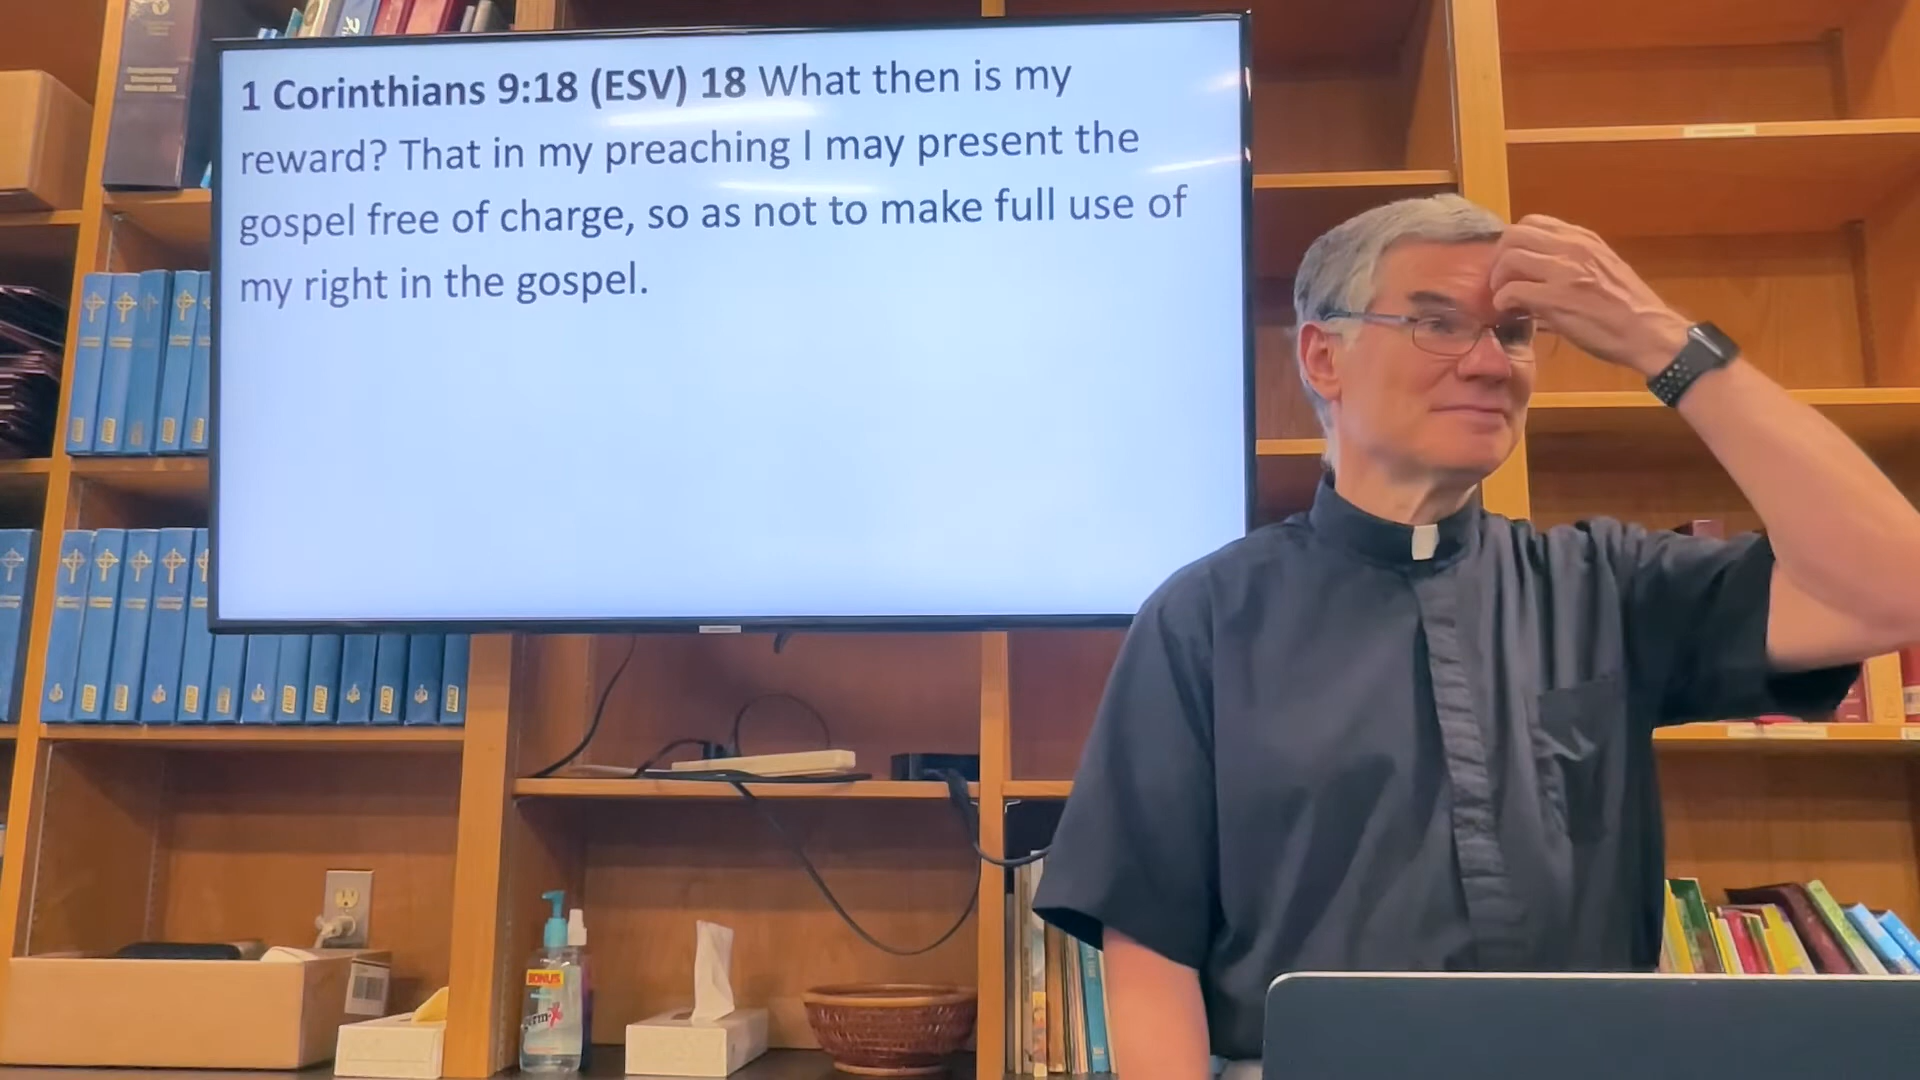 1 Corinthians 9:18 (ESV) 18 What then is my
reward? That in my preaching I may present the
gospel free of charge, so as not to make full use of
my right in the gospel.
BONUS